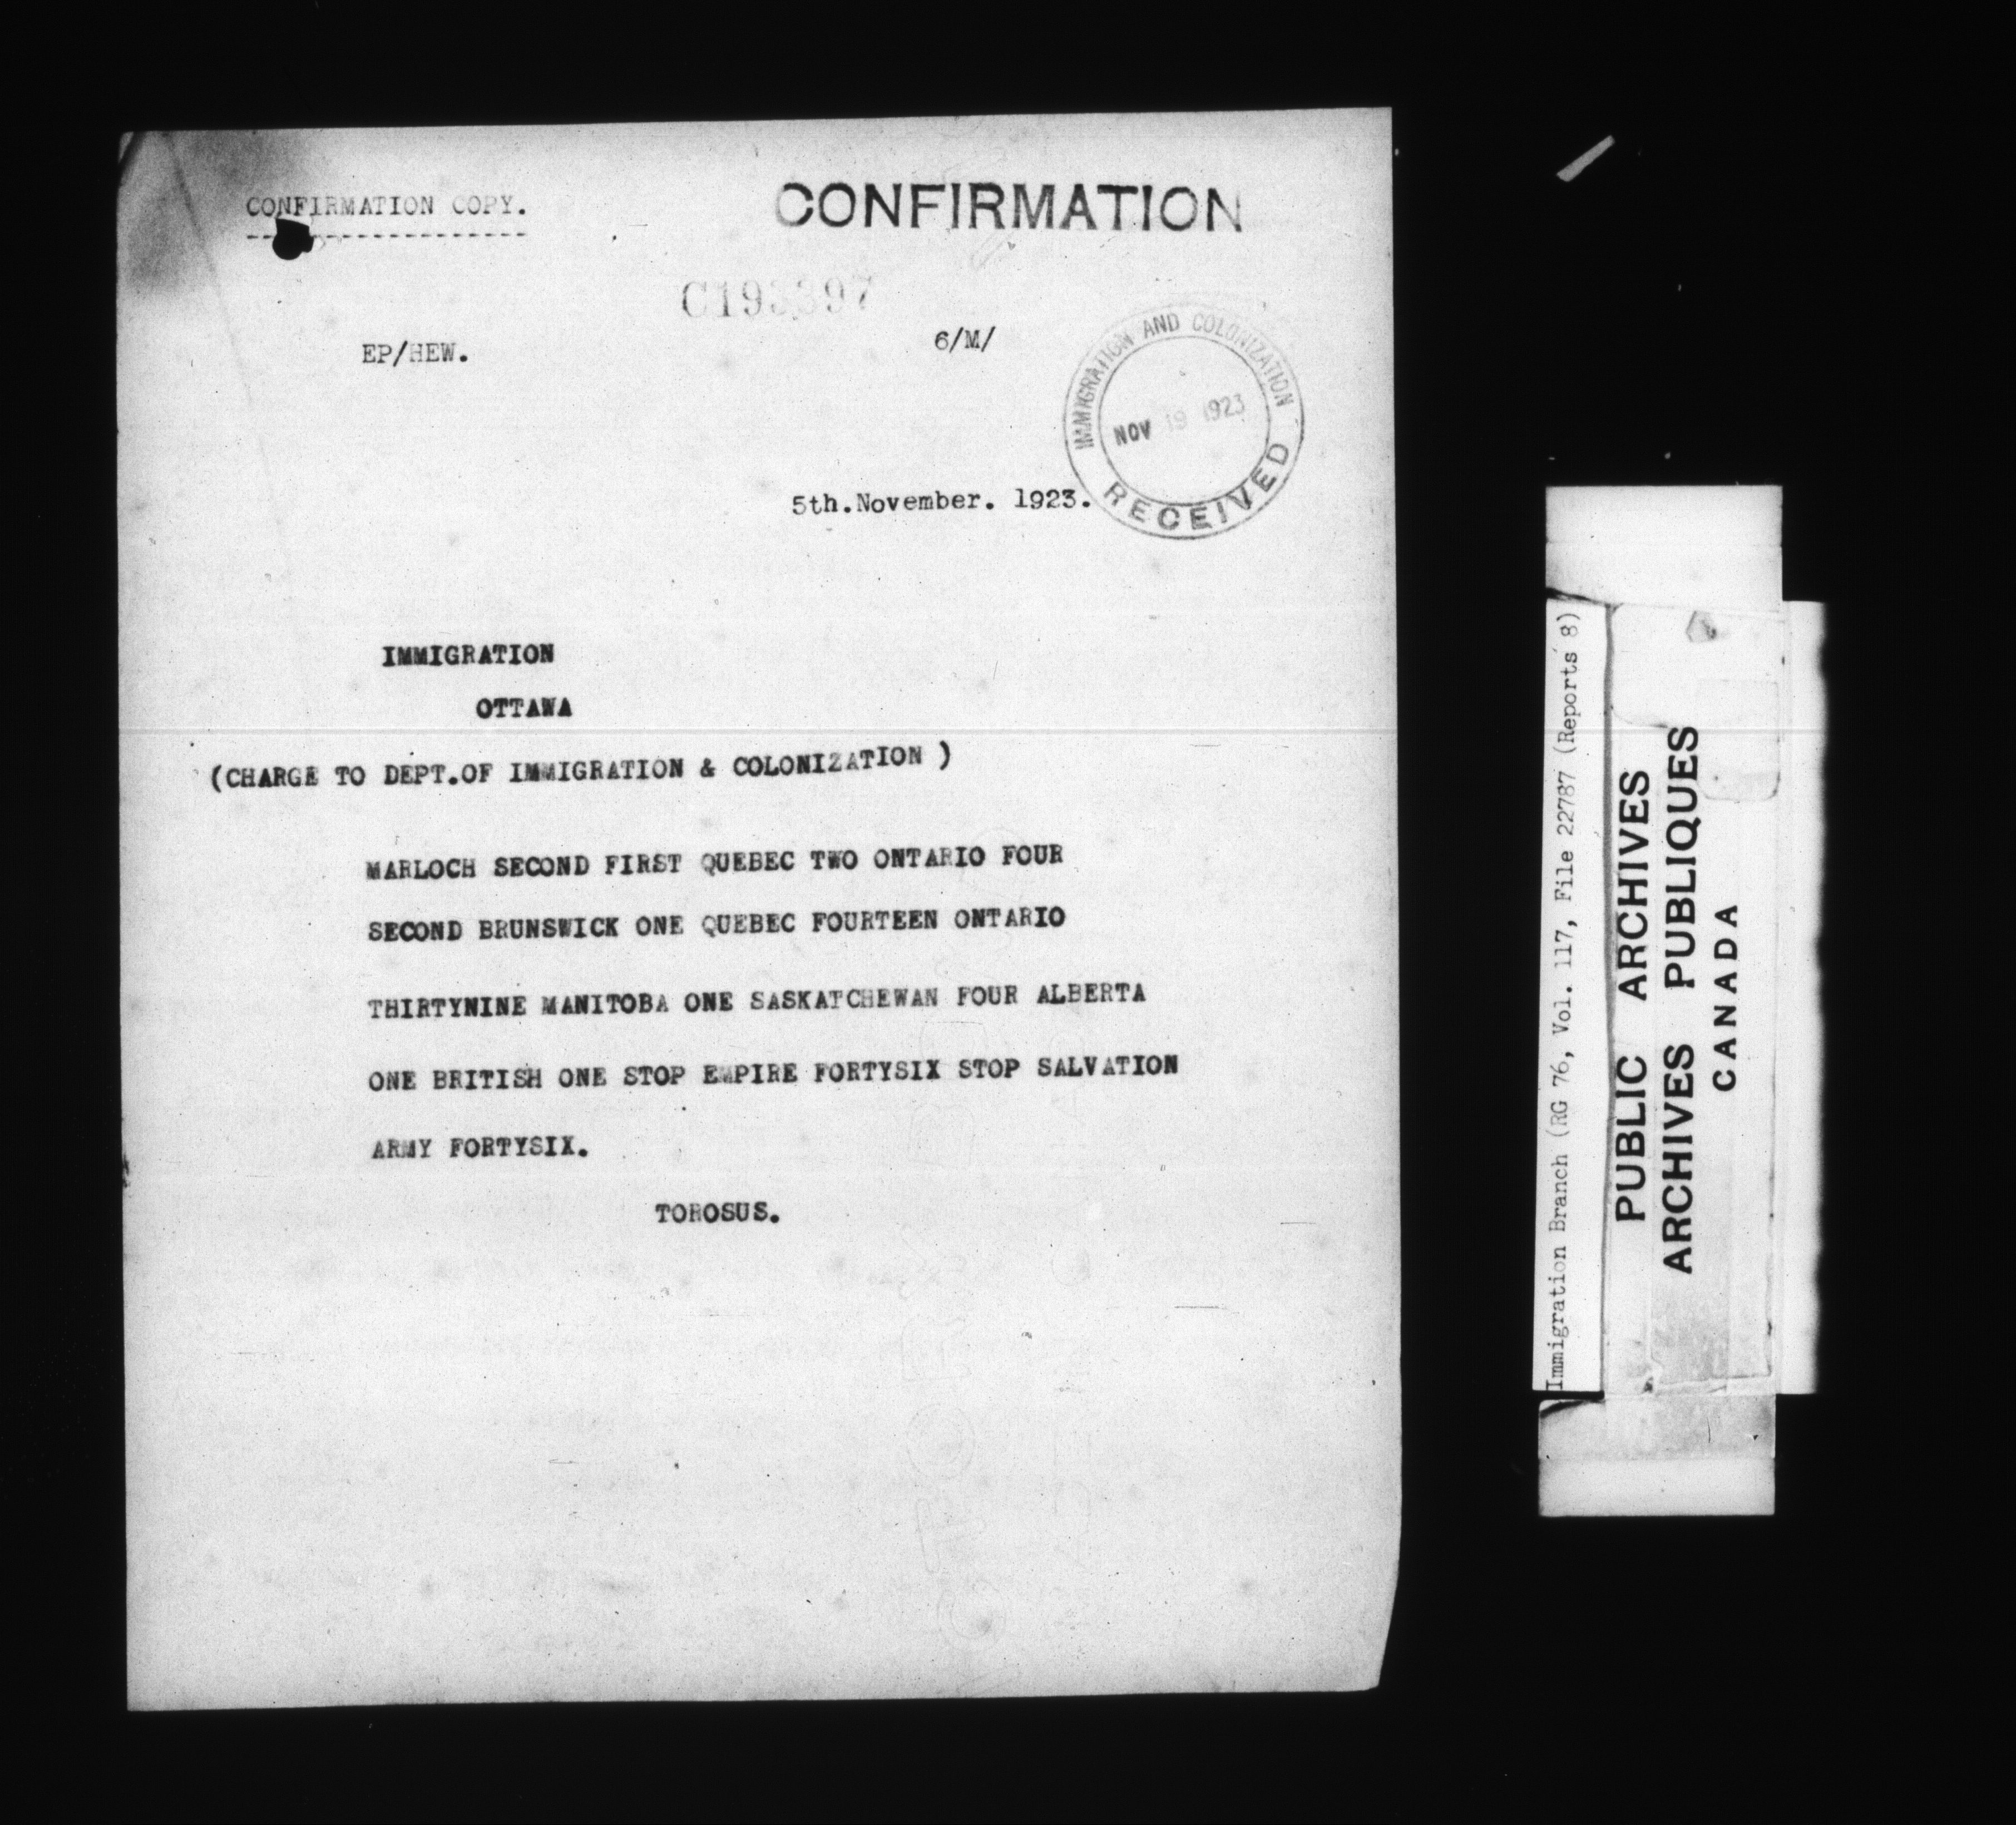 CONFIRMATION COPY.
CONFIRMATION
EP/HEW.
6/M/
IMMIGRATION AND COLONIZATION
NOV 19 1923
RECEIVED
5th.November. 1923.
IMMIGRATION
OTTAWA
(CHARGE TO DEPT.OF IMMIGRATION & COLONIZATION )
MARLOCH SECOND FIRST QUEBEC TWO ONTARIO FOUR
SECOND BRUNSWICK ONE QUEBEC FOURTEEN ONTARIO
THIRTYNINE MANITOBA ONE SASKATCHEWAN FOUR ALBERTA
ONE BRITISH ONE STOP EMPIRE FORTYSIX STOP SALVATION
ARMY FORTYSIX.
TOROSUS.
Immigration Branch (RG 76, Vol. 117, File 22787 (Reports 8)
PUBLIC ARCHIVES
ARCHIVES PUBLIQUES
CANADA